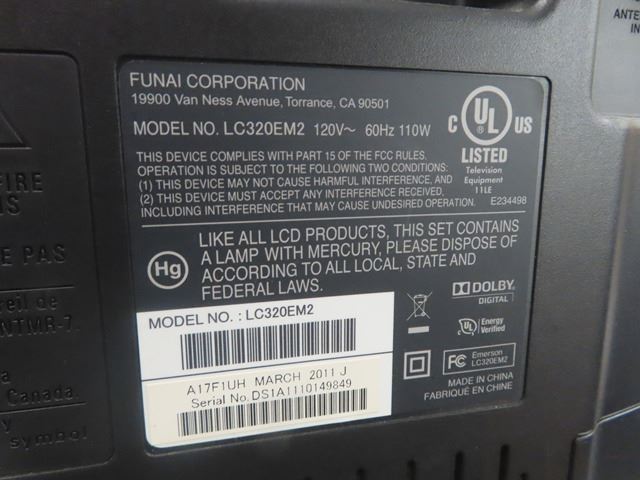 ANTE
IN
FUNAI CORPORATION
19900 Van Ness Avenue, Torrance, CA 90501
MODEL NO. LC320EM2 120V~ 60Hz 110W
C UL US
®
LISTED
Television
Equipment
11LE
E234498
THIS DEVICE COMPLIES WITH PART 15 OF THE FCC RULES.
OPERATION IS SUBJECT TO THE FOLLOWING TWO CONDITIONS:
(1) THIS DEVICE MAY NOT CAUSE HARMFUL INTERFERENCE, AND
(2) THIS DEVICE MUST ACCEPT ANY INTERFERENCE RECEIVED,
INCLUDING INTERFERENCE THAT MAY CAUSE UNDESIRED OPERATION.
Hg
LIKE ALL LCD PRODUCTS, THIS SET CONTAINS
A LAMP WITH MERCURY, PLEASE DISPOSE OF
ACCORDING TO ALL LOCAL, STATE AND
FEDERAL LAWS.
DOLBY
DIGITAL
UL Energy
Verified
FC Emerson
LC320EM2
MADE IN CHINA
FABRIQUÉ EN CHINE
MODEL NO. : LC320EM2
A17F1UH MARCH 2011 J
Serial No. DS1A1110149849
FIRE
NS
E PAS
reil de
NTMR-7.
a
Canada.
y
symbol